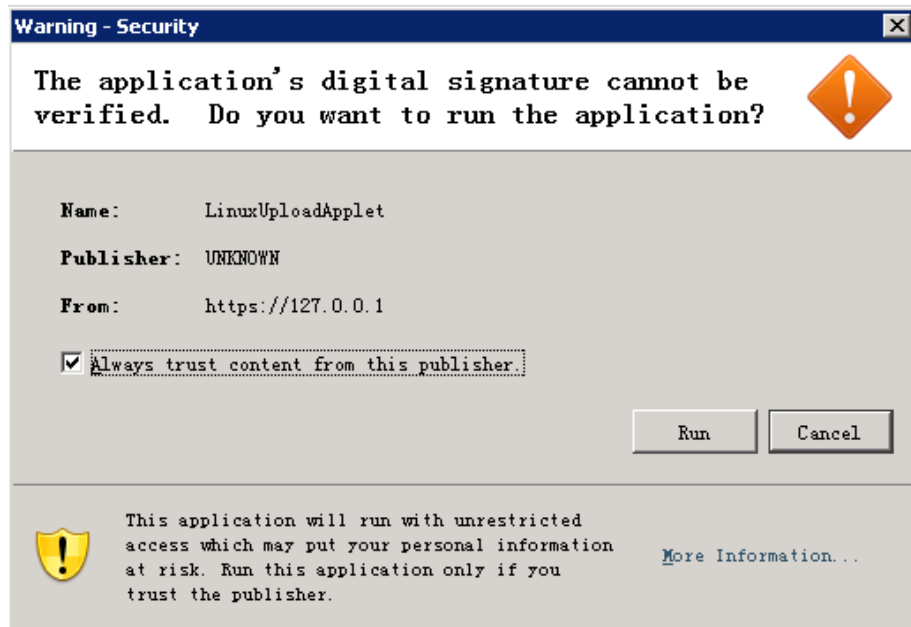 Warning - Security
The application's digital signature cannot be
verified. Do you want to run the application?
Name: LinuxUploadApplet
Publisher: UNKNOWN
From: https://127.0.0.1
Always trust content from this publisher.
Run Cancel
This application will run with unrestricted
access which may put your personal information
at risk. Run this application only if you
trust the publisher.
More Information...